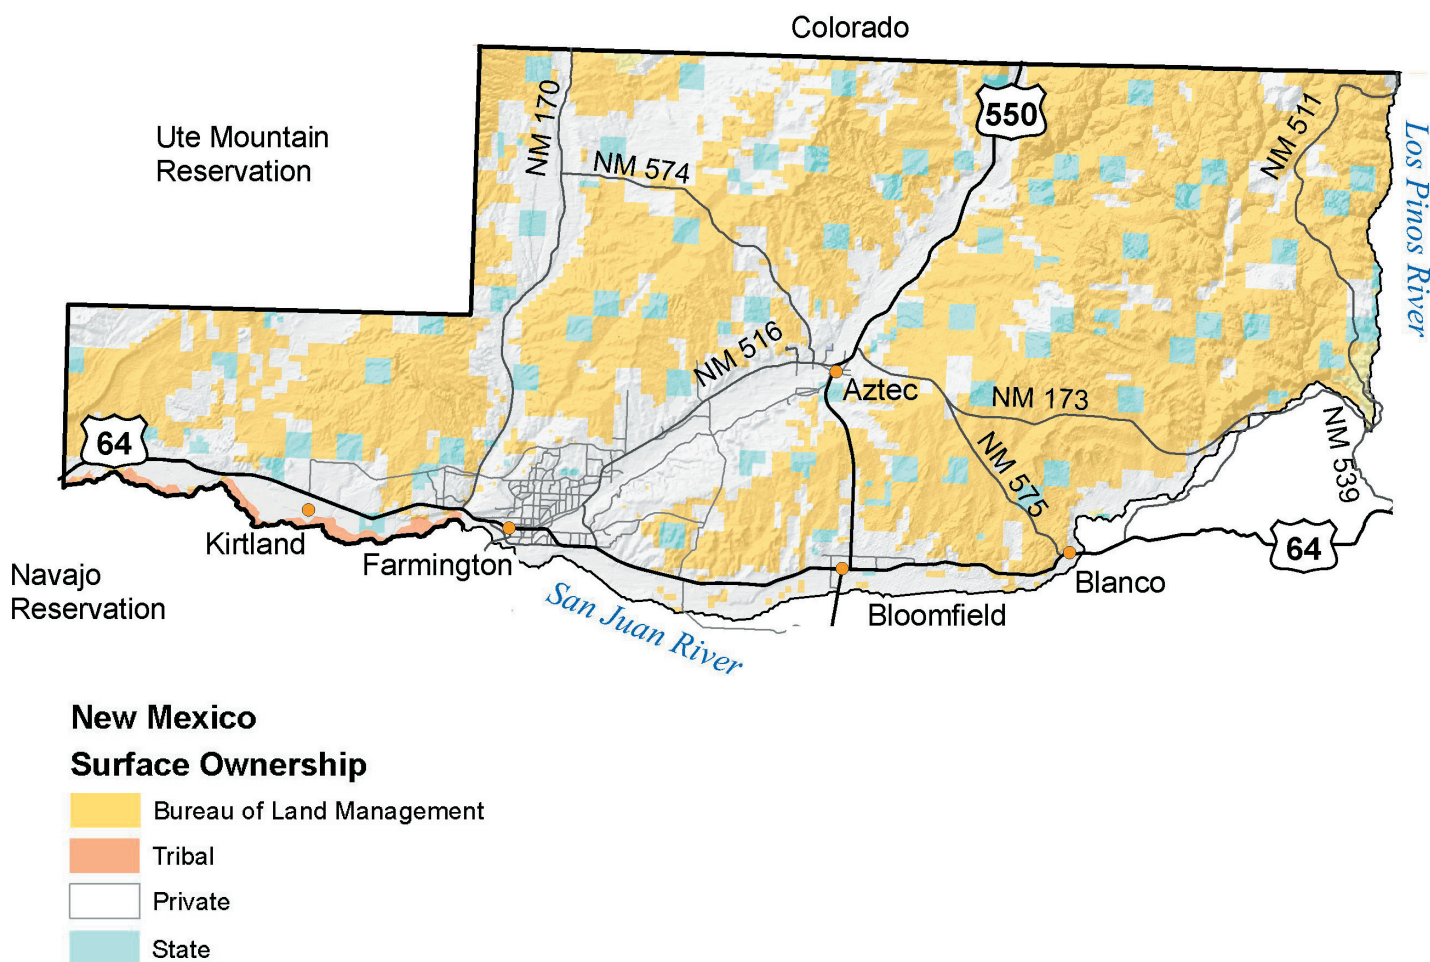 Colorado
Ute Mountain
Reservation
NM 170
NM 574
550
NM 511
Los Pinos River
NM 516
Aztec
NM 173
64
NM 575
NM 539
Kirtland
Farmington
64
Blanco
Navajo
Reservation
San Juan River
Bloomfield
New Mexico
Surface Ownership
Bureau of Land Management
Tribal
Private
State